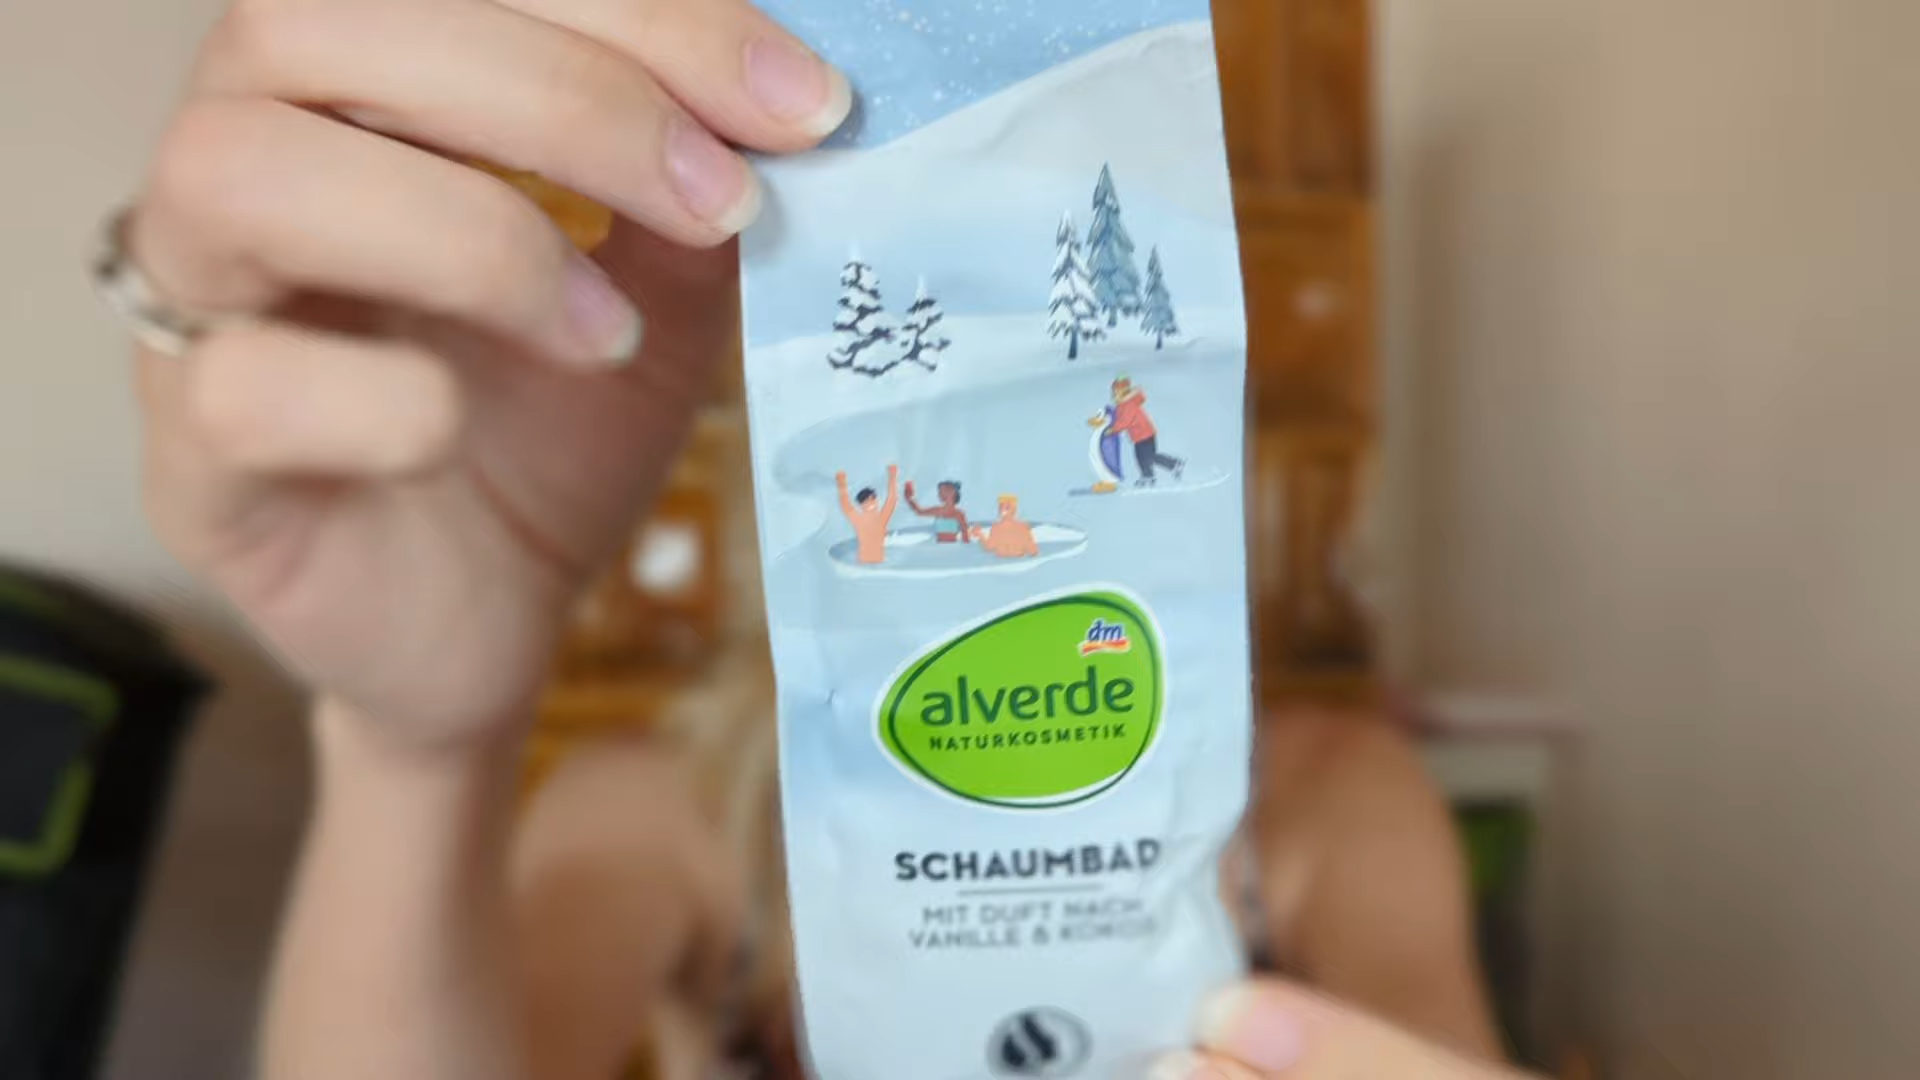 dm
alverde
NATURKOSMETIK
SCHAUMBAD
MIT DUFT NACH
VANILLE & KOKOS